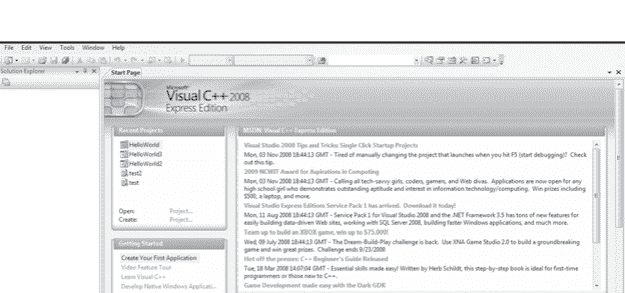 File Edit View Tools Window Help
Solution Explorer
Start Page
Microsoft
Visual C++ 2008
Express Edition
Recent Projects
HelloWorld
HelloWorld3
HelloWorld2
test2
test
Open: Project...
Create: Project...
Getting Started
Create Your First Application
Video Feature Tour
Learn Visual C++
Develop Native Windows Applicati...
MSDN: Visual C++ Express Edition
Visual Studio 2008 Tips and Tricks: Single Click Startup Projects
Mon, 03 Nov 2008 18:44:13 GMT - Tired of manually changing the project that launches when you hit F5 (start debugging)? Check
out this tip.
2009 NCWIT Award for Aspirations in Computing
Mon, 03 Nov 2008 18:44:13 GMT - Calling all tech-savvy girls, coders, gamers, and Web divas. Applications are now open for any
high school girl who demonstrates outstanding aptitude and interest in information technology/computing. Win prizes including
$500, a laptop, and more.
Visual Studio Express Editions: Service Pack 1 has arrived. Download it today!
Mon, 11 Aug 2008 18:44:13 GMT - Service Pack 1 for Visual Studio 2008 and the .NET Framework 3.5 has tons of new features for
easily building data-driven Web sites, working with SQL Server 2008, building faster Windows applications, and much more.
Team up to build an XBOX game, win up to $75,000!
Wed, 09 July 2008 18:44:13 GMT - The Dream-Build-Play challenge is back. Use XNA Game Studio 2.0 to build a groundbreaking
game and win great prizes. Challenge ends 9/23/2008
Hot off the presses: C++ Beginner's Guide Released
Tue, 18 Mar 2008 14:07:04 GMT - Essential skills made easy! Written by Herb Schildt, this step-by-step book is ideal for first-time
programmers or those new to C++.
Game Development made easy with the Dark GDK